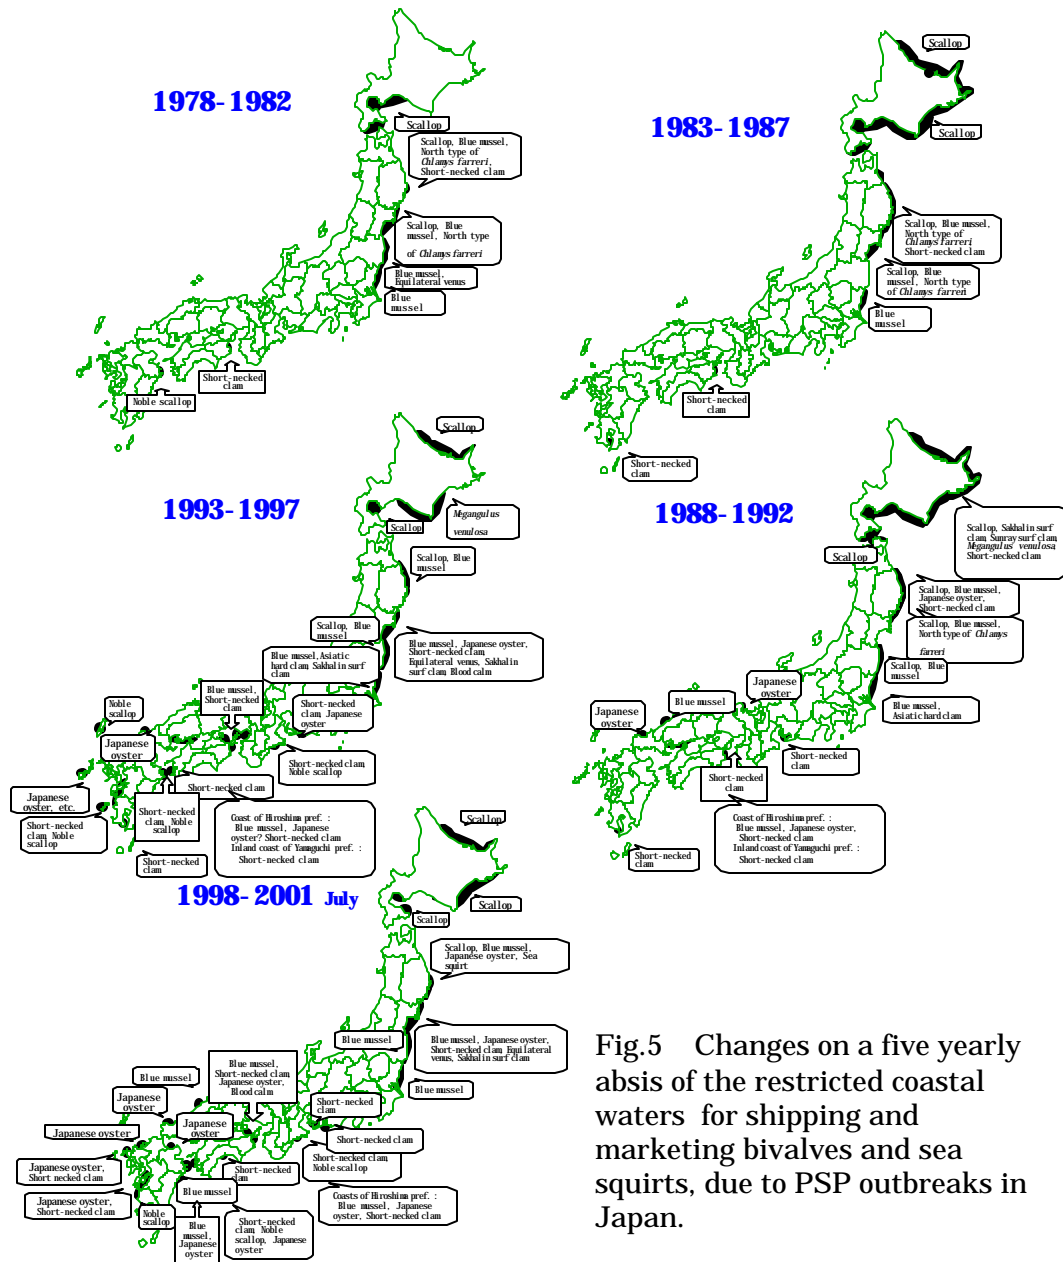 1978-1982
Scallop
Scallop, Blue mussel,
North type of
Chlamys farreri,
Short-necked clam
Scallop, Blue
mussel, North type
of Chlamys farreri
Blue mussel,
Equilateral venus
Blue
mussel
Short-necked
clam
Noble scallop
1983-1987
Scallop
Scallop
Scallop, Blue mussel,
North type of
Chlamys farreri
Short-necked clam
Scallop, Blue
mussel, North type
of Chlamys farreri
Blue
mussel
Short-necked
clam
Short-necked
clam
1993-1997
Scallop
Megangulus
venulosa
Scallop
Scallop, Blue
mussel
Scallop, Blue
mussel
Blue mussel, Japanese oyster,
Short-necked clam,
Equilateral venus, Sakhalin
surf clam, Blood calm
Blue mussel, Asiatic
hard clam, Sakhalin surf
clam
Blue mussel,
Short-necked
clam
Short-necked
clam, Japanese
oyster
Noble
scallop
Japanese
oyster
Short-necked clam,
Noble scallop
Short-necked clam
Japanese
oyster, etc.
Short-necked
clam, Noble
scallop
Short-necked
clam, Noble
scallop
Coast of Hiroshima pref. :
Blue mussel, Japanese
oyster? Short-necked clam
Inland coast of Yamaguchi pref. :
Short-necked clam
Short-necked
clam
1988-1992
Scallop, Sakhalin surf
clam, Sunray surf clam,
Megangulus venulosa,
Short-necked clam
Scallop
Scallop, Blue mussel,
Japanese oyster,
Short-necked clam
Scallop, Blue mussel,
North type of Chlamys
farreri
Scallop, Blue
mussel
Blue mussel,
Asiatic hard clam
Japanese
oyster
Blue mussel
Japanese
oyster
Short-necked
clam
Short-necked
clam
Coast of Hiroshima pref. :
Blue mussel, Japanese oyster,
Short-necked clam
Inland coast of Yamaguchi pref. :
Short-necked clam
Short-necked
clam
1998-2001 July
Scallop
Scallop
Scallop
Scallop, Blue mussel,
Japanese oyster, Sea
squirt
Blue mussel
Blue mussel, Japanese oyster,
Short-necked clam, Equilateral
venus, Sakhalin surf clam
Blue mussel
Blue mussel,
Short-necked clam,
Japanese oyster,
Blood calm
Blue mussel
Japanese
oyster
Short-necked
clam
Japanese oyster
Japanese
oyster
Short-necked clam
Short-necked clam,
Noble scallop
Japanese oyster,
Short necked clam
Short-necked
clam
Blue mussel
Japanese oyster,
Short-necked clam
Coasts of Hiroshima pref. :
Blue mussel, Japanese
oyster, Short-necked clam
Noble
scallop
Blue
mussel,
Japanese
oyster
Short-necked
clam, Noble
scallop, Japanese
oyster
Fig.5 Changes on a five yearly
absis of the restricted coastal
waters for shipping and
marketing bivalves and sea
squirts, due to PSP outbreaks in
Japan.